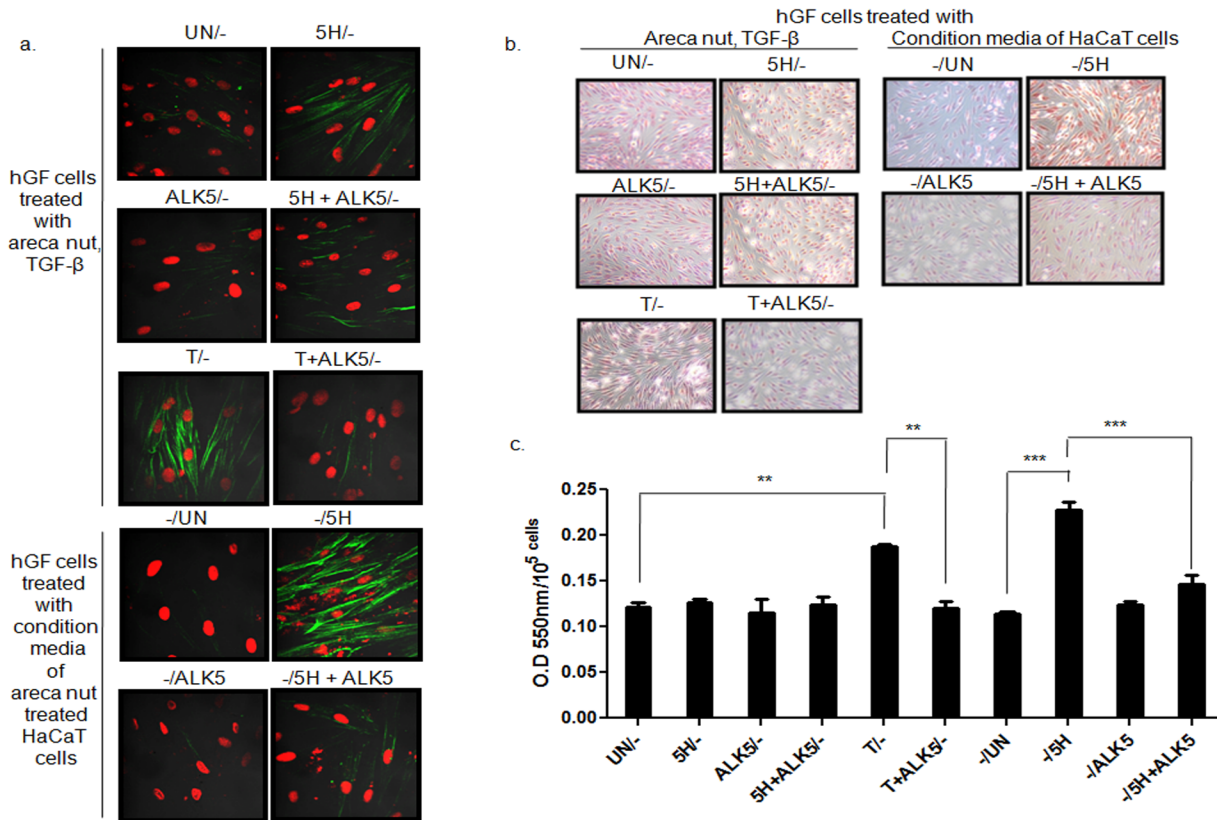 a.
UN/-
5H/-
hGF cells
treated
with
areca nut,
TGF-β
ALK5/-
5H + ALK5/-
T/-
T+ALK5/-
hGF cells
treated
with
condition
media
of
areca nut
treated
HaCaT
cells
-/UN
-/5H
-/ALK5
-/5H + ALK5
b.
hGF cells treated with
Areca nut, TGF-β
Condition media of HaCaT cells
UN/-
5H/-
-/UN
-/5H
ALK5/-
5H+ALK5/-
-/ALK5
-/5H + ALK5
T/-
T+ALK5/-
c.
**
**
***
***
O.D 550nm/10⁵ cells
0.25
0.20
0.15
0.10
0.05
0.00
UN/-
5H/-
ALK5/-
5H+ALK5/-
T/-
T+ALK5/-
-/UN
-/5H
-/ALK5
-/5H+ALK5